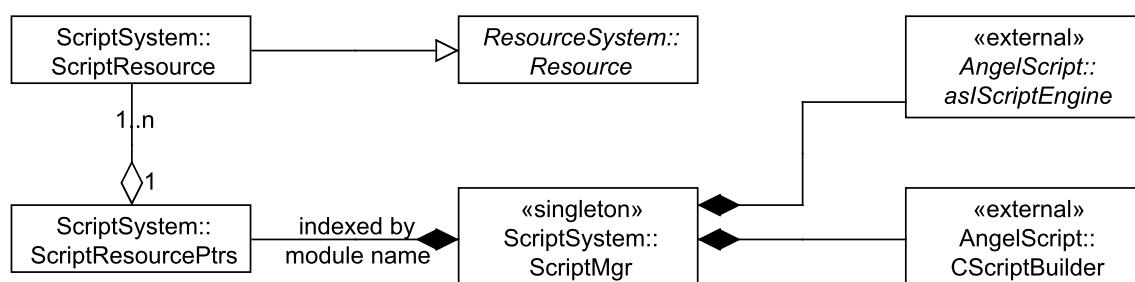 ScriptSystem::
ScriptResource
ResourceSystem::
Resource
«external»
AngelScript::
asIScriptEngine
1..n
1
ScriptSystem::
ScriptResourcePtrs
indexed by
module name
«singleton»
ScriptSystem::
ScriptMgr
«external»
AngelScript::
CScriptBuilder